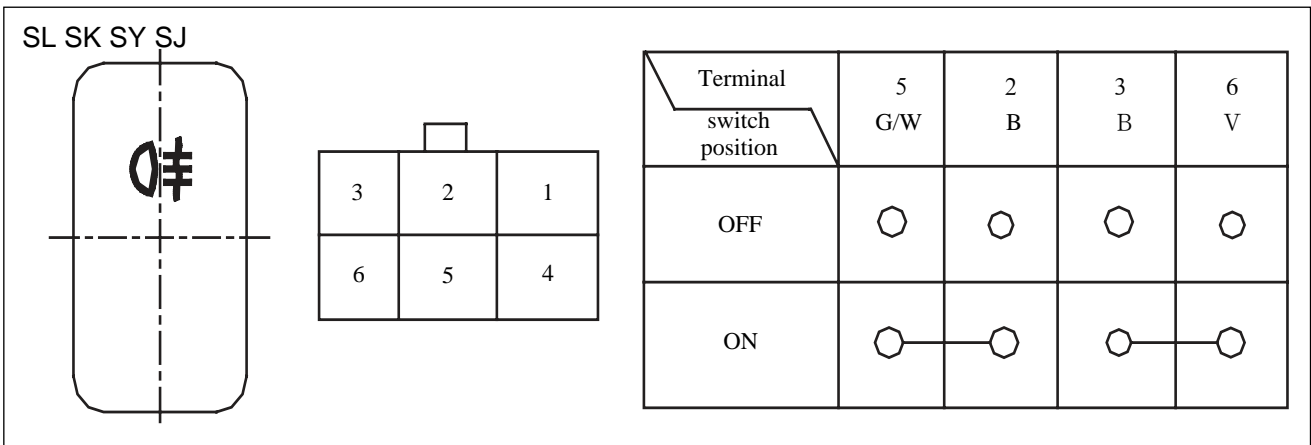 SL SK SY SJ
3 2 1
6 5 4
Terminal
switch
position
5 2 3 6
G/W B B V
OFF
ON